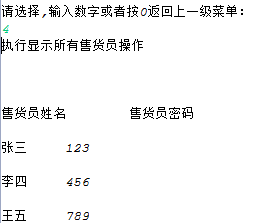 请选择,输入数字或者按0返回上一级菜单:
4
执行显示所有售货员操作
售货员姓名 售货员密码
张三 123
李四 456
王五 789